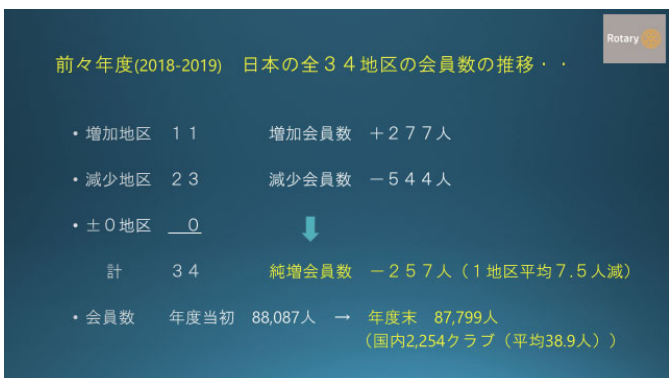 Rotary
前々年度(2018-2019)　日本の全３４地区の会員数の推移・・
・増加地区　１１　増加会員数　＋２７７人
・減少地区　２３　減少会員数　－５４４人
・±０地区　０
計　３４　純増会員数　－２５７人（１地区平均７.５人減）
・会員数　年度当初　88,087人　→　年度末　87,799人
（国内2,254クラブ（平均38.9人））